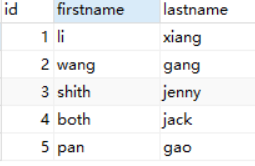 id firstname lastname
1 li xiang
2 wang gang
3 shith jenny
4 both jack
5 pan gao